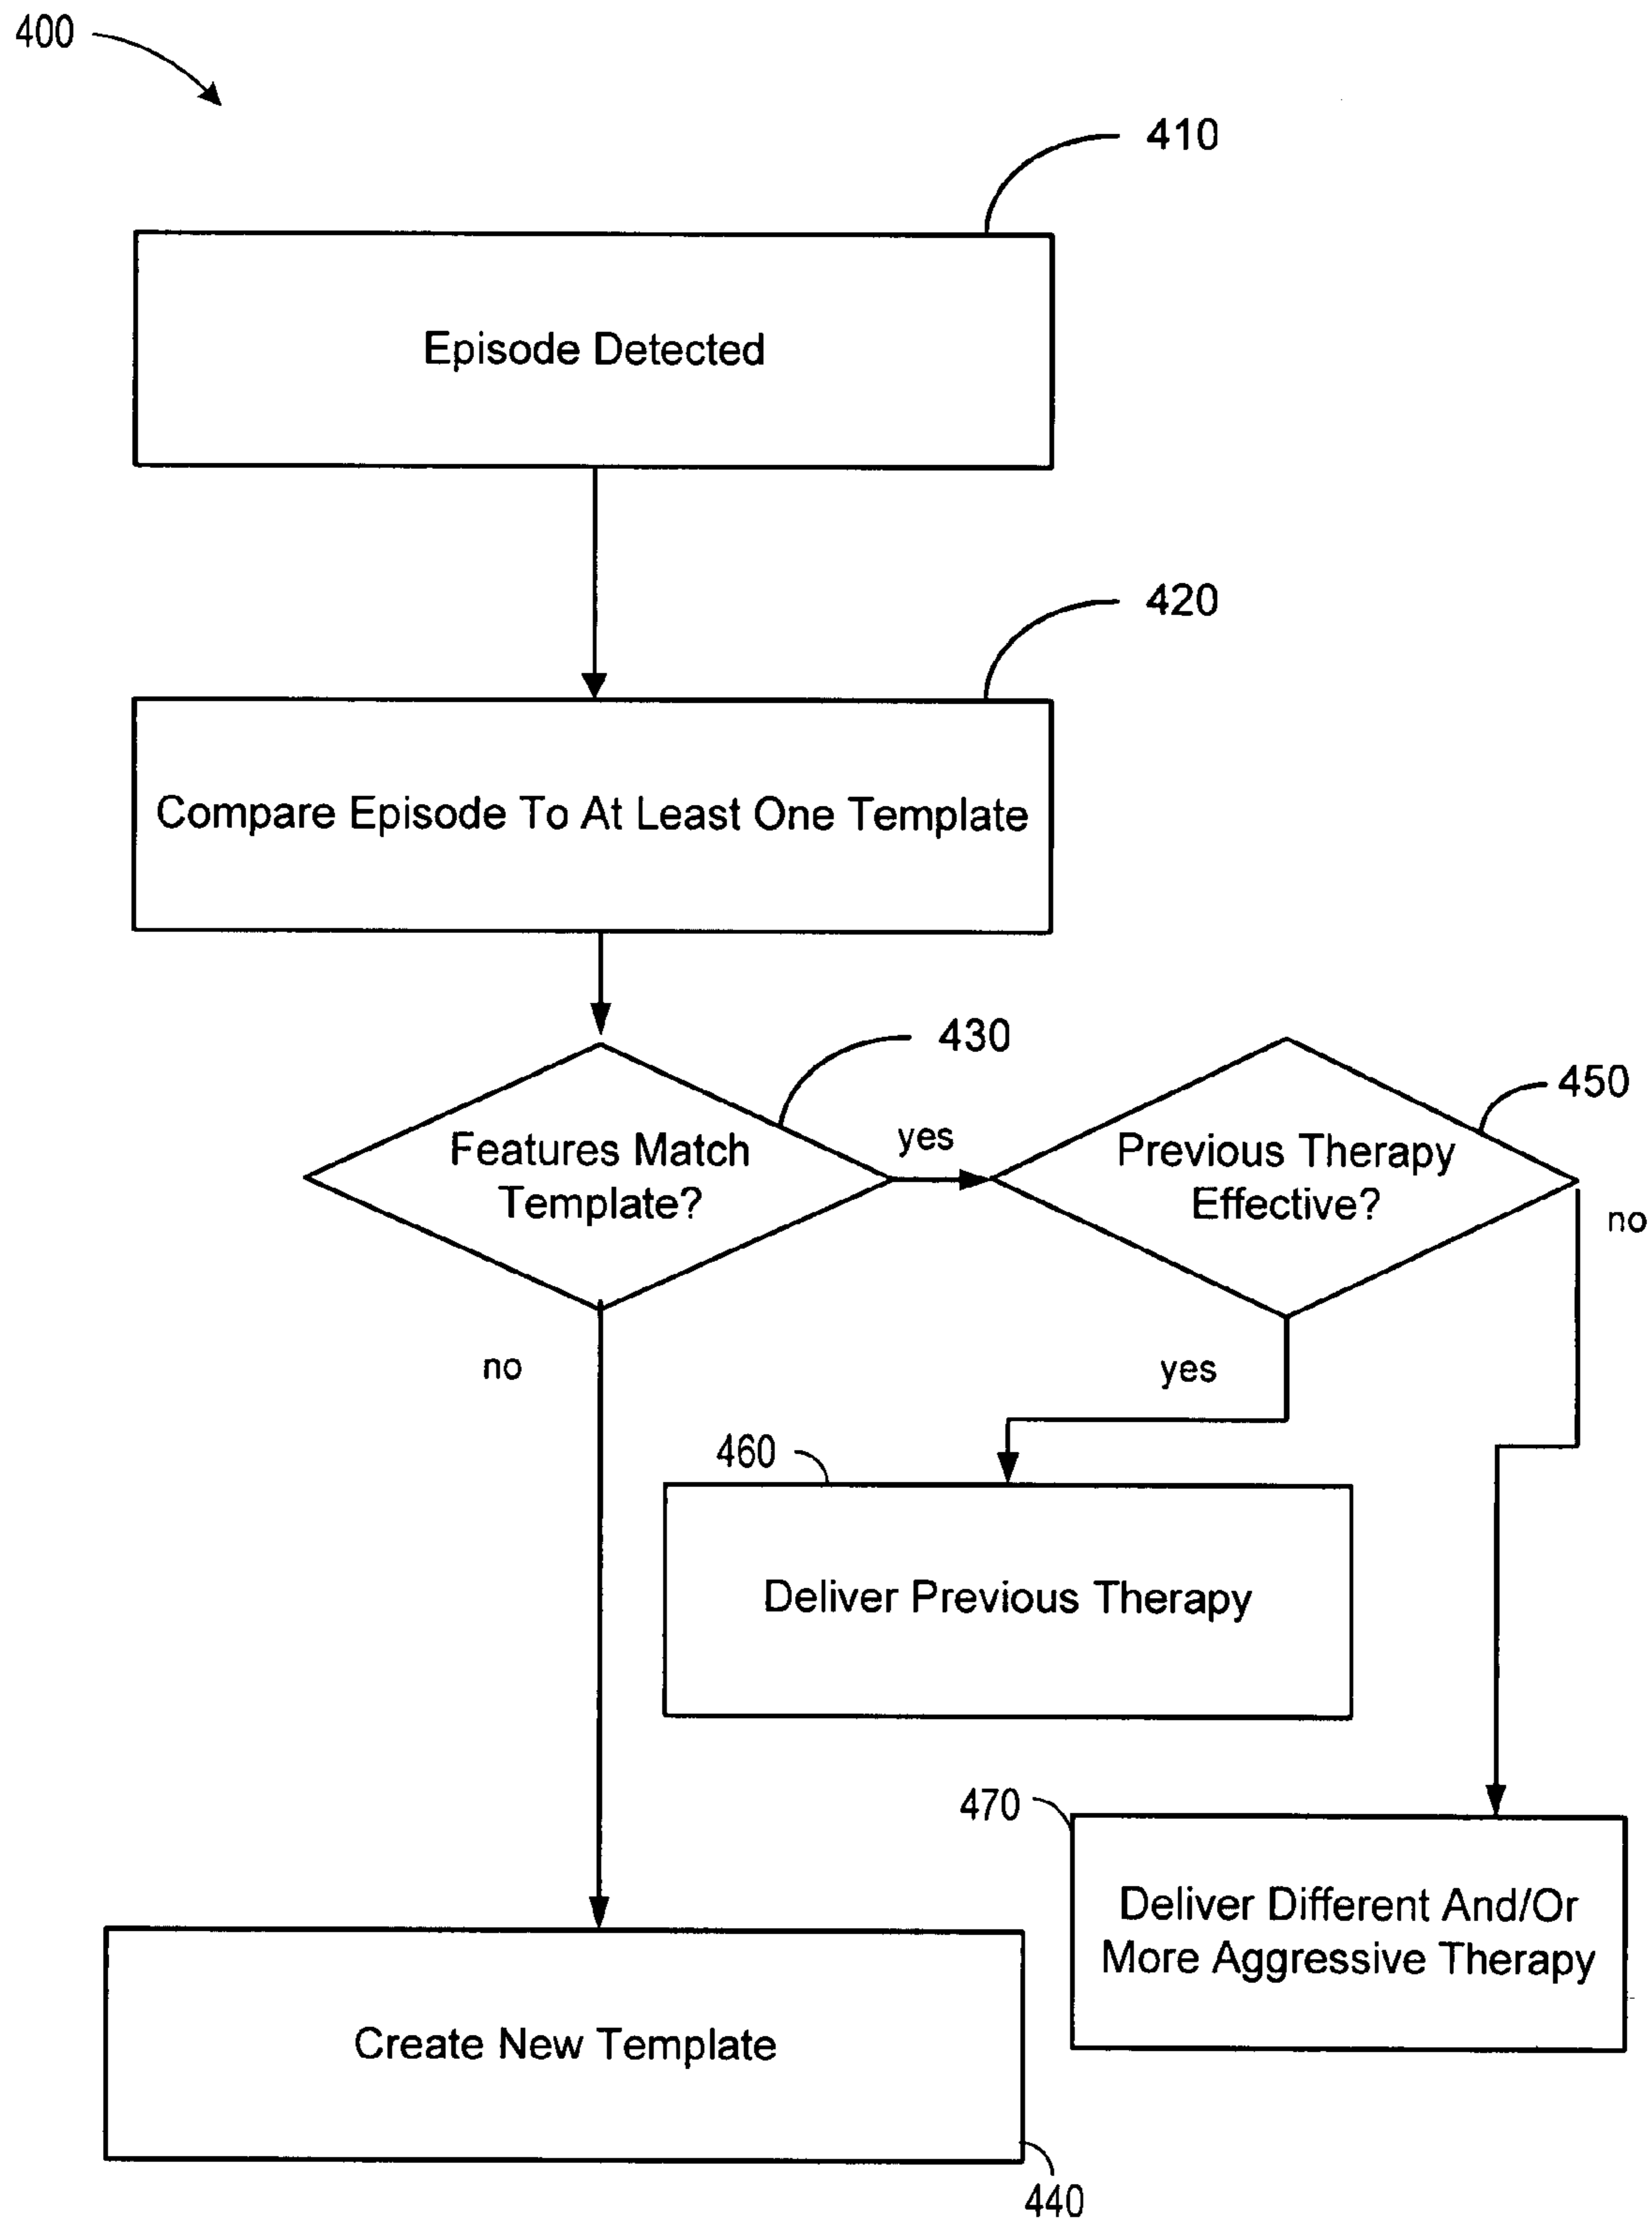 400
410
Episode Detected
420
Compare Episode To At Least One Template
430
450
Features Match
Template?
yes
Previous Therapy
Effective?
no
no
yes
460
Deliver Previous Therapy
470
Deliver Different And/Or
More Aggressive Therapy
Create New Template
440